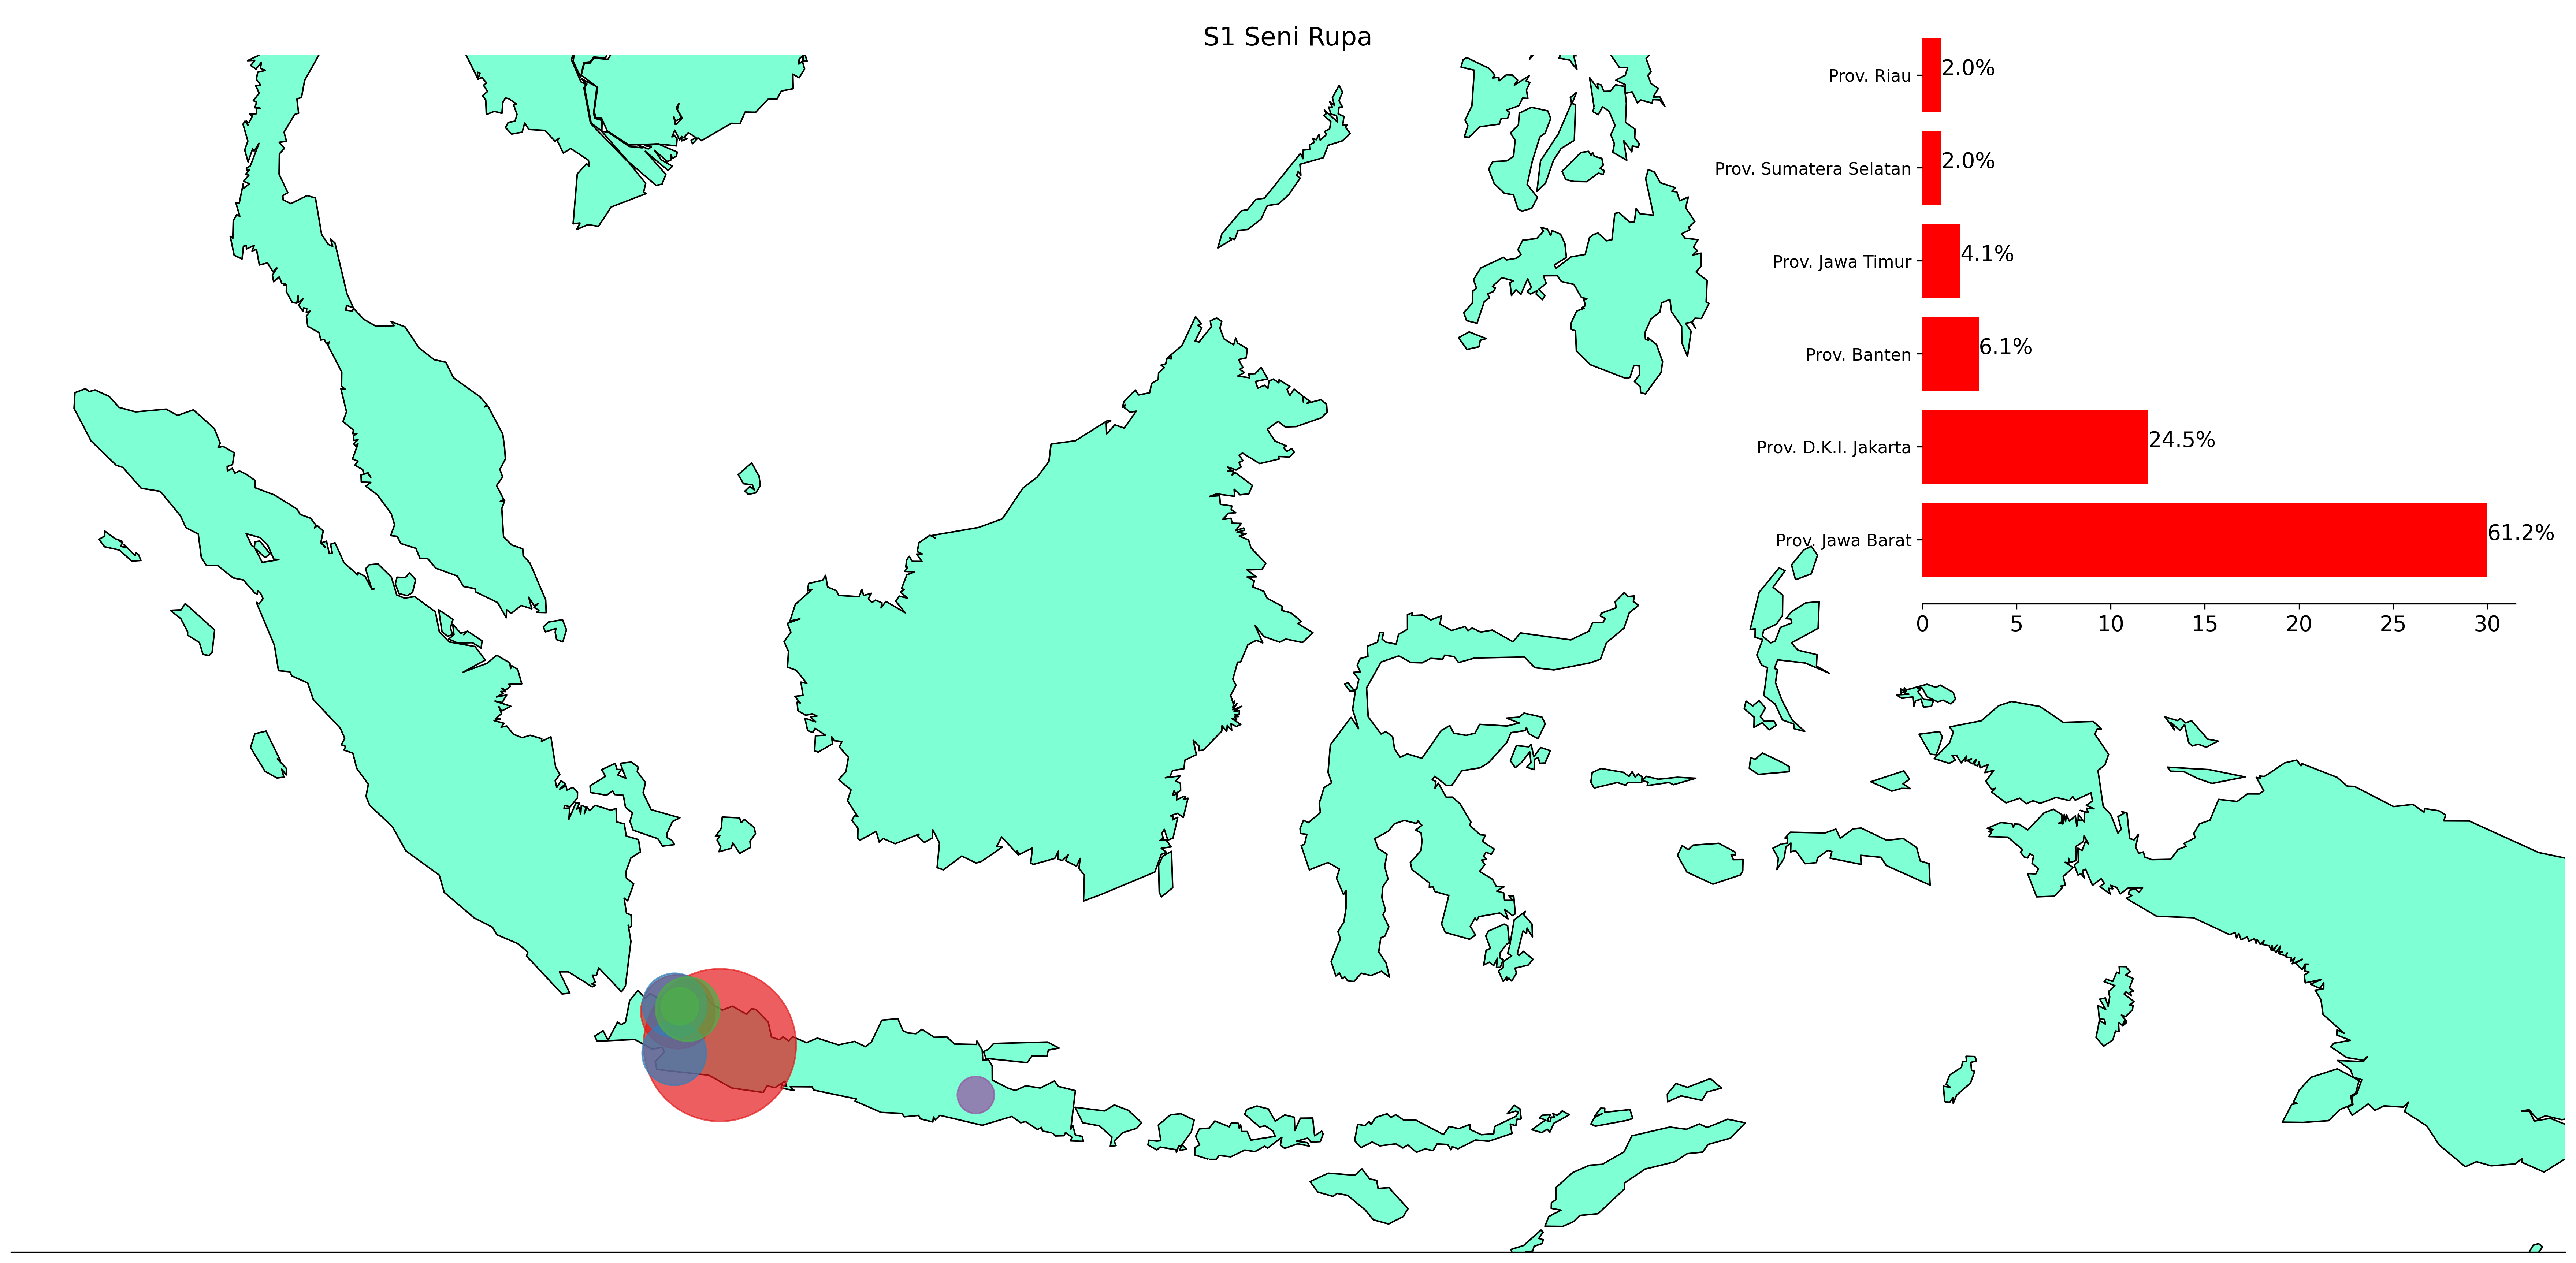 S1 Seni Rupa
Prov. Riau 2.0%
Prov. Sumatera Selatan 2.0%
Prov. Jawa Timur 4.1%
Prov. Banten 6.1%
Prov. D.K.I. Jakarta 24.5%
Prov. Jawa Barat 61.2%
0 5 10 15 20 25 30